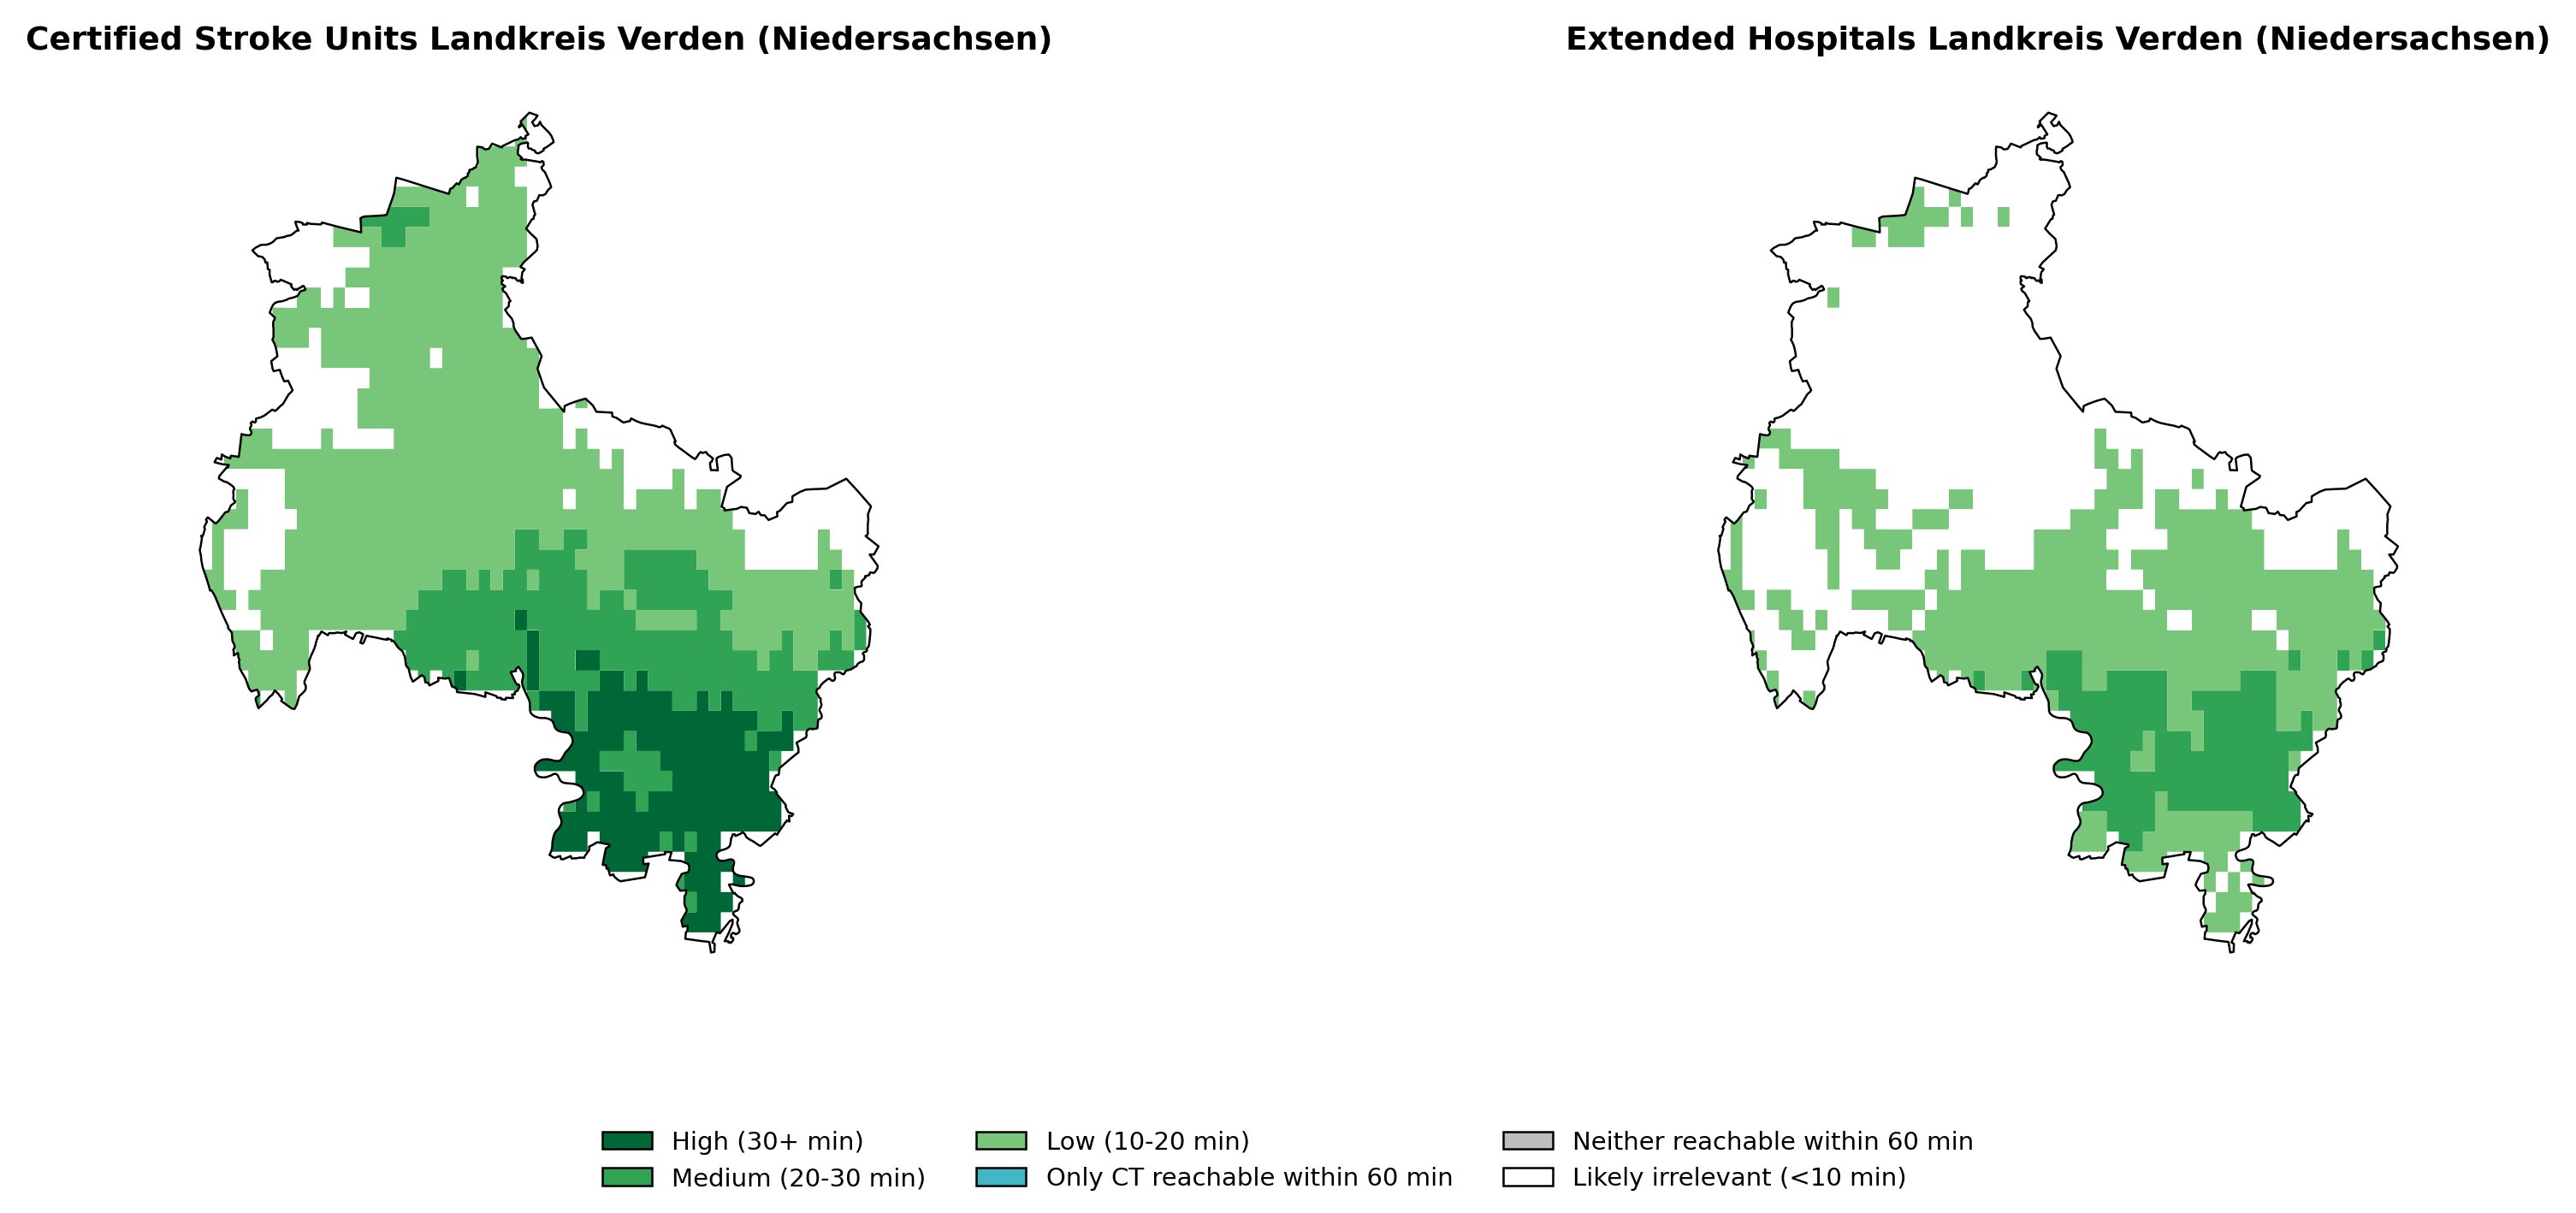 Certified Stroke Units Landkreis Verden (Niedersachsen)
Extended Hospitals Landkreis Verden (Niedersachsen)
High (30+ min)
Medium (20-30 min)
Low (10-20 min)
Only CT reachable within 60 min
Neither reachable within 60 min
Likely irrelevant (<10 min)